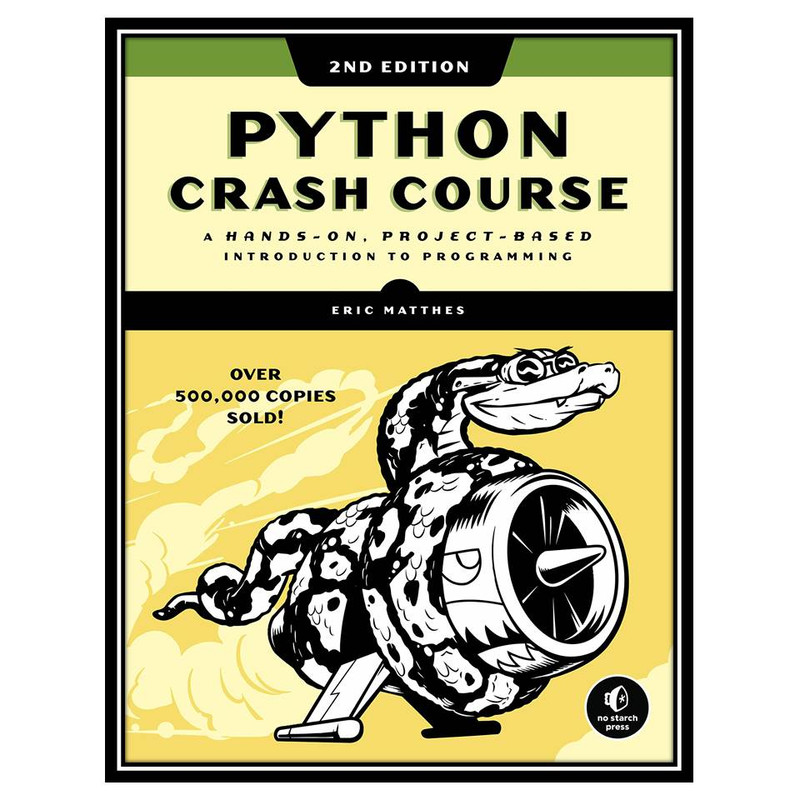 2ND EDITION
PYTHON
CRASH COURSE
A HANDS-ON, PROJECT-BASED
INTRODUCTION TO PROGRAMMING
ERIC MATTHES
OVER
500,000 COPIES
SOLD!
no starch
press